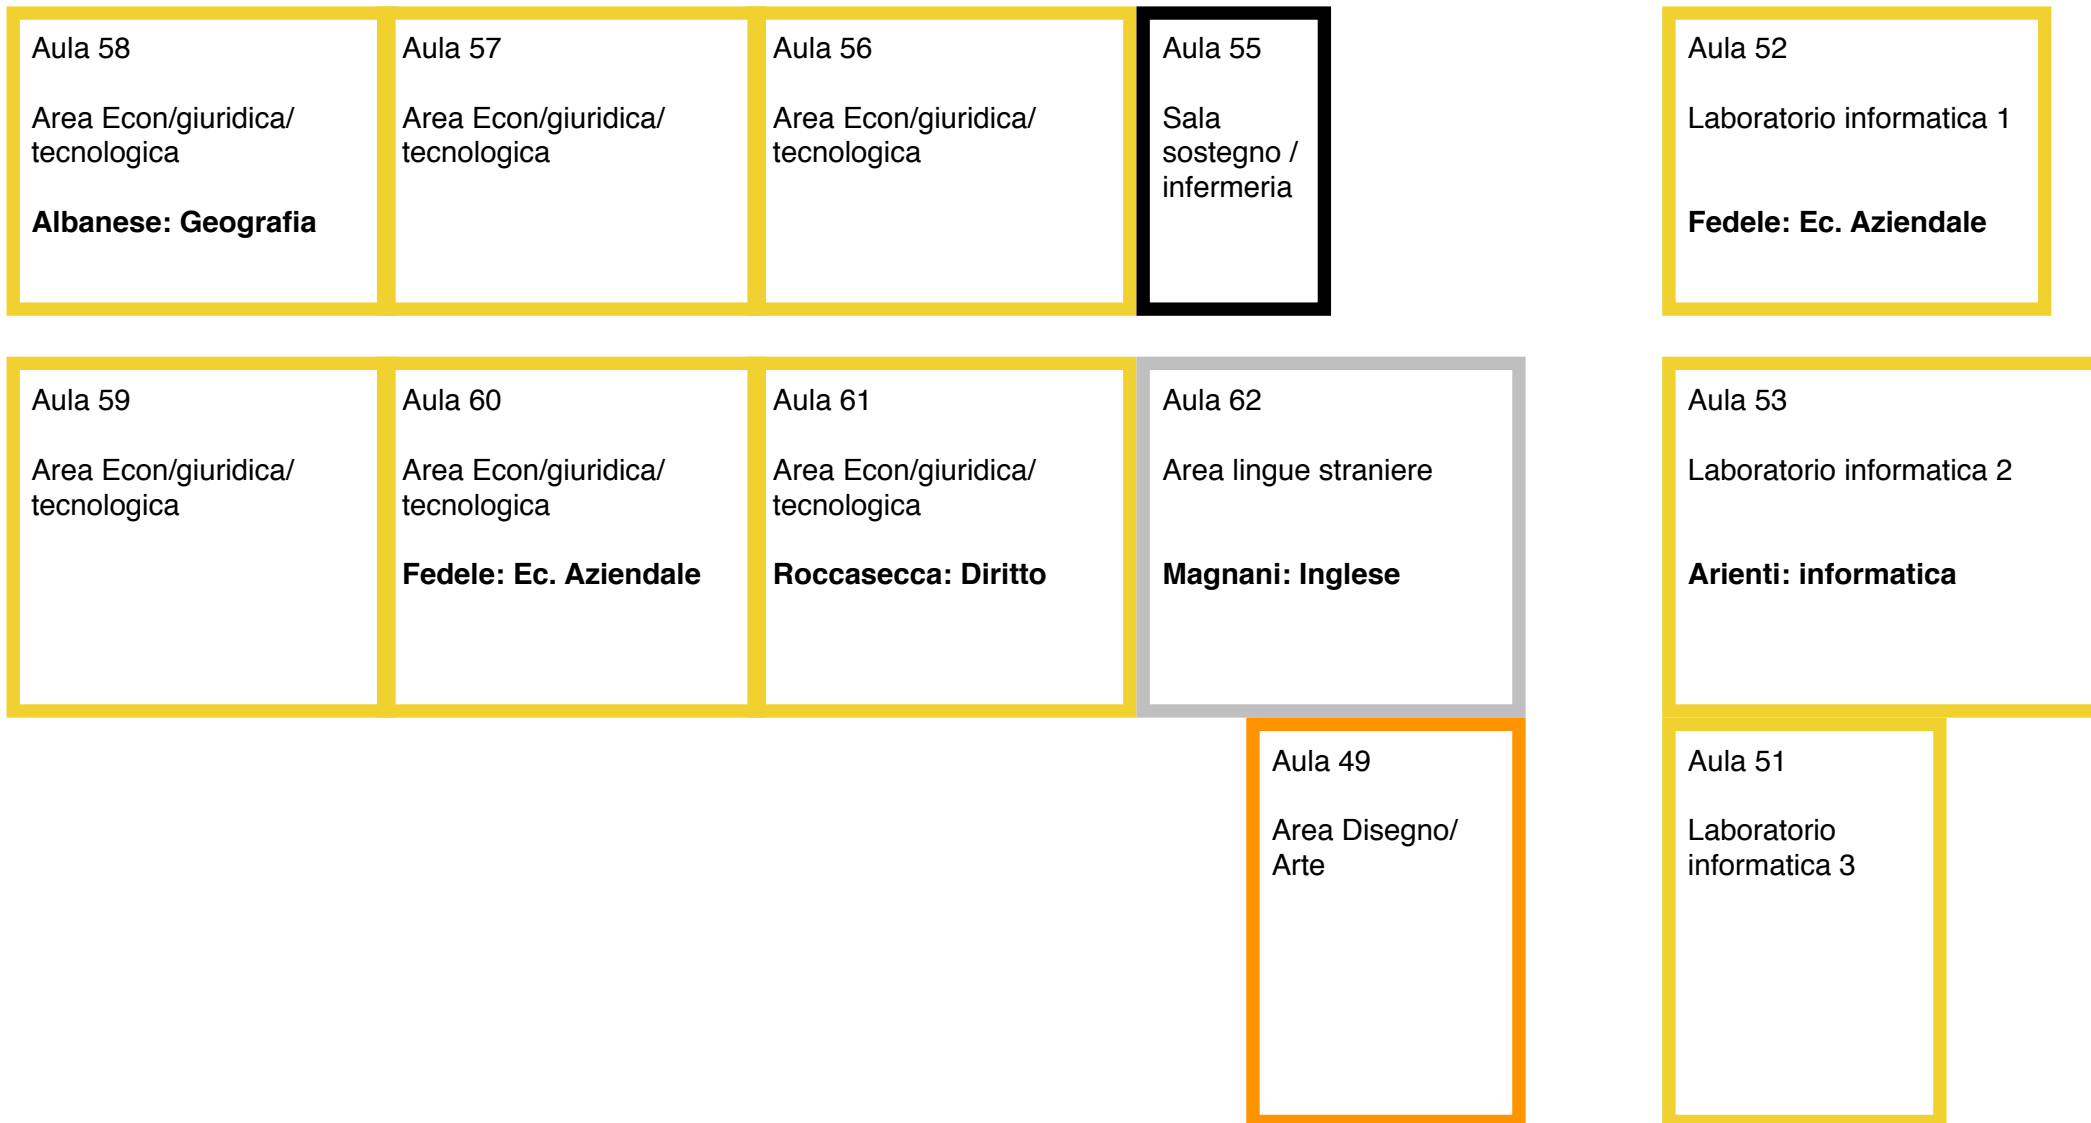 Aula 58
Area Econ/giuridica/
tecnologica
Albanese: Geografia
Aula 57
Area Econ/giuridica/
tecnologica
Aula 56
Area Econ/giuridica/
tecnologica
Aula 55
Sala
sostegno /
infermeria
Aula 52
Laboratorio informatica 1
Fedele: Ec. Aziendale
Aula 59
Area Econ/giuridica/
tecnologica
Aula 60
Area Econ/giuridica/
tecnologica
Fedele: Ec. Aziendale
Aula 61
Area Econ/giuridica/
tecnologica
Roccasecca: Diritto
Aula 62
Area lingue straniere
Magnani: Inglese
Aula 53
Laboratorio informatica 2
Arienti: informatica
Aula 49
Area Disegno/
Arte
Aula 51
Laboratorio
informatica 3